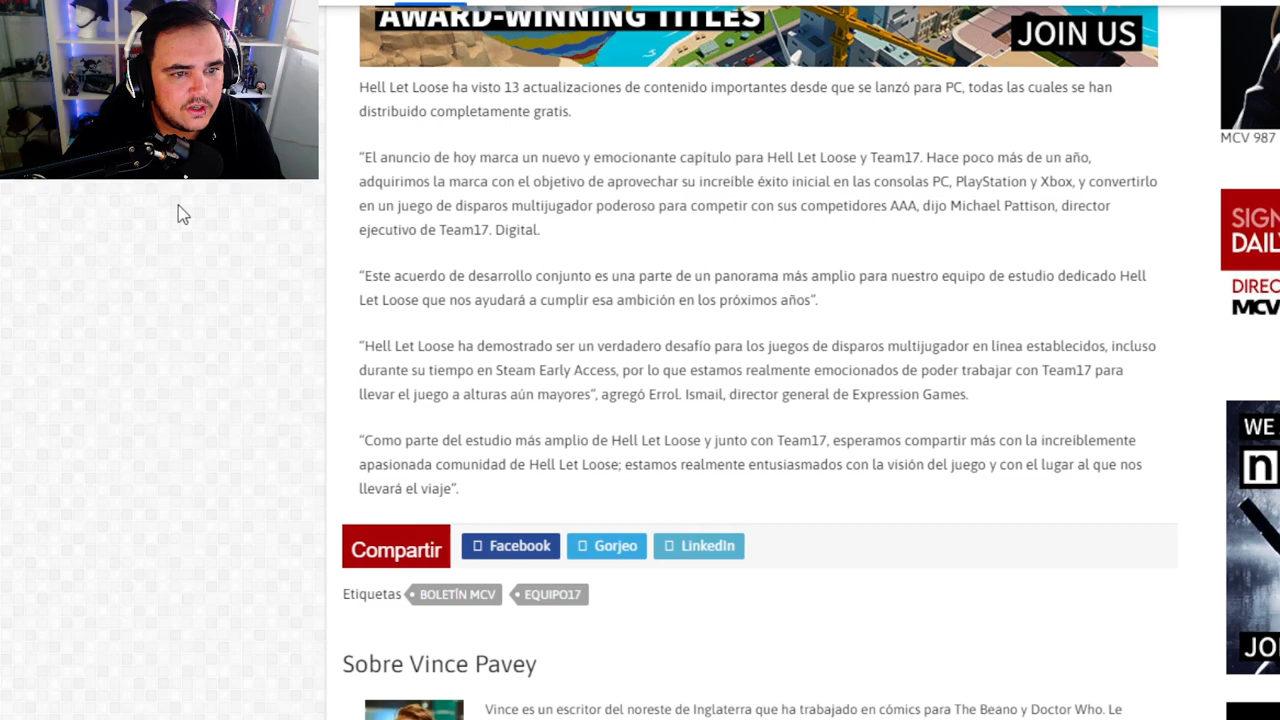 AWARD-WINNING TITLES
JOIN US
Hell Let Loose ha visto 13 actualizaciones de contenido importantes desde que se lanzó para PC, todas las cuales se han
distribuido completamente gratis.
“El anuncio de hoy marca un nuevo y emocionante capítulo para Hell Let Loose y Team17. Hace poco más de un año,
adquirimos la marca con el objetivo de aprovechar su increíble éxito inicial en las consolas PC, PlayStation y Xbox, y convertirlo
en un juego de disparos multijugador poderoso para competir con sus competidores AAA, dijo Michael Pattison, director
ejecutivo de Team17. Digital.
“Este acuerdo de desarrollo conjunto es una parte de un panorama más amplio para nuestro equipo de estudio dedicado Hell
Let Loose que nos ayudará a cumplir esa ambición en los próximos años”.
“Hell Let Loose ha demostrado ser un verdadero desafío para los juegos de disparos multijugador en línea establecidos, incluso
durante su tiempo en Steam Early Access, por lo que estamos realmente emocionados de poder trabajar con Team17 para
llevar el juego a alturas aún mayores”, agregó Errol. Ismail, director general de Expression Games.
“Como parte del estudio más amplio de Hell Let Loose y junto con Team17, esperamos compartir más con la increíblemente
apasionada comunidad de Hell Let Loose; estamos realmente entusiasmados con la visión del juego y con el lugar al que nos
llevará el viaje”.
Compartir
Facebook
Gorjeo
LinkedIn
Etiquetas
BOLETÍN MCV
EQUIPO17
Sobre Vince Pavey
Vince es un escritor del noreste de Inglaterra que ha trabajado en cómics para The Beano y Doctor Who. Le
MCV 987
SIGN
DAIL
DIREC
MCV
WE
n
JO